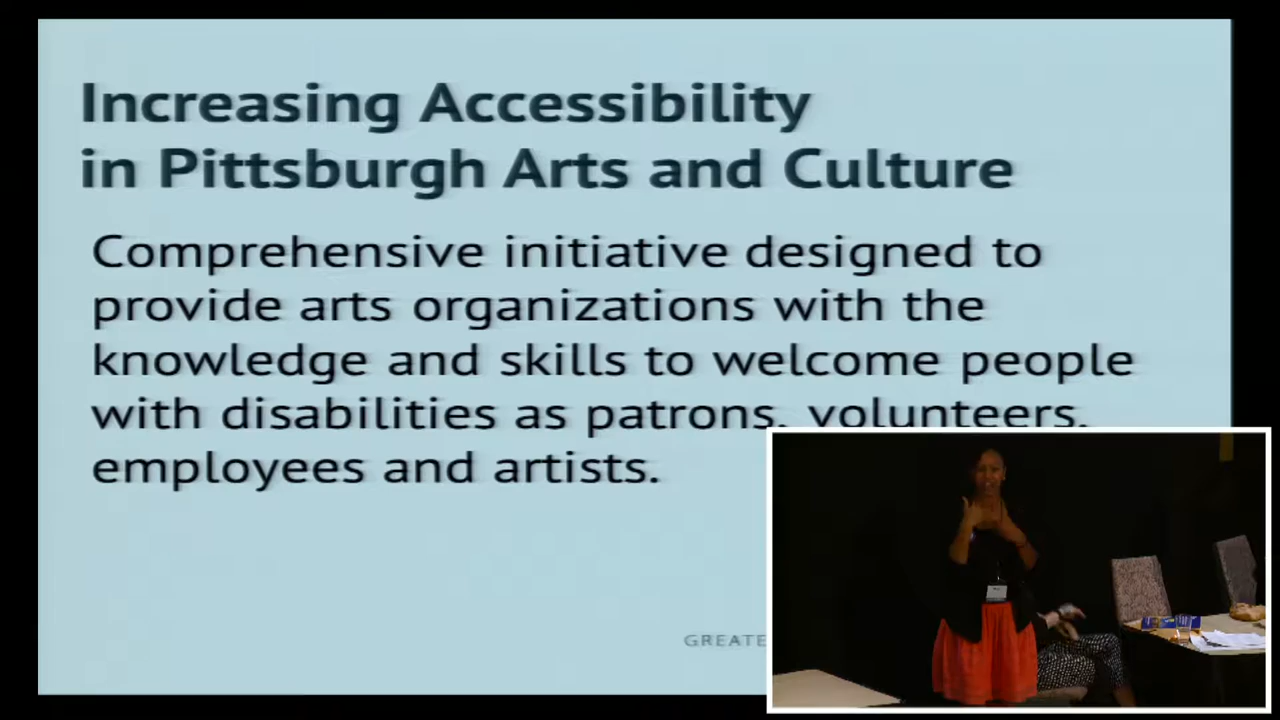 Increasing Accessibility
in Pittsburgh Arts and Culture
Comprehensive initiative designed to
provide arts organizations with the
knowledge and skills to welcome people
with disabilities as patrons, volunteers,
employees and artists.